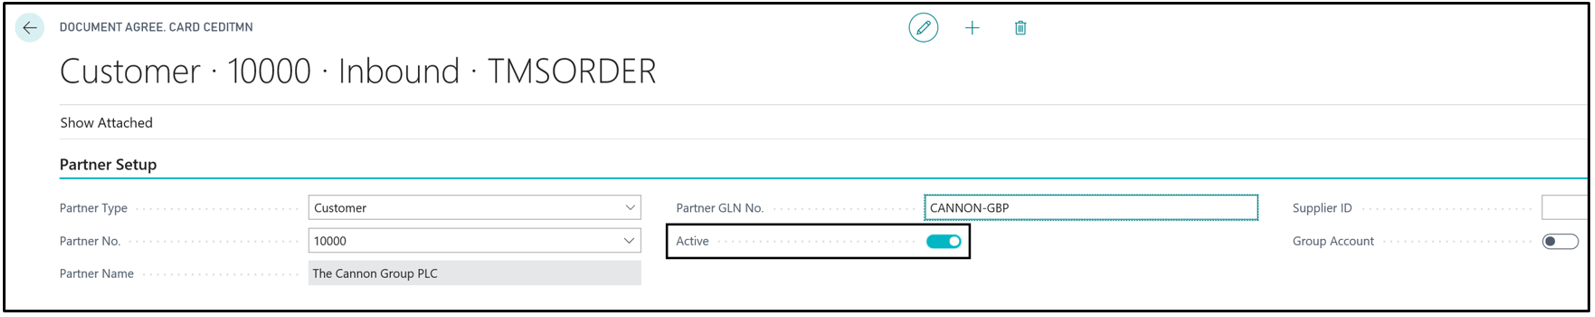 DOCUMENT AGREE. CARD CEDITMN
Customer · 10000 · Inbound · TMSORDER
Show Attached
Partner Setup
Partner Type Customer Partner GLN No. CANNON-GBP Supplier ID
Partner No. 10000 Active Group Account
Partner Name The Cannon Group PLC